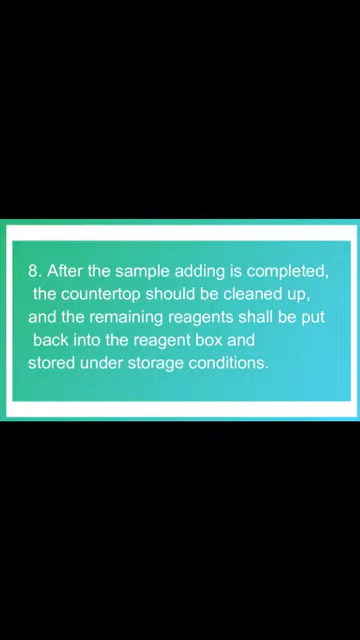 8. After the sample adding is completed,
the countertop should be cleaned up,
and the remaining reagents shall be put
back into the reagent box and
stored under storage conditions.